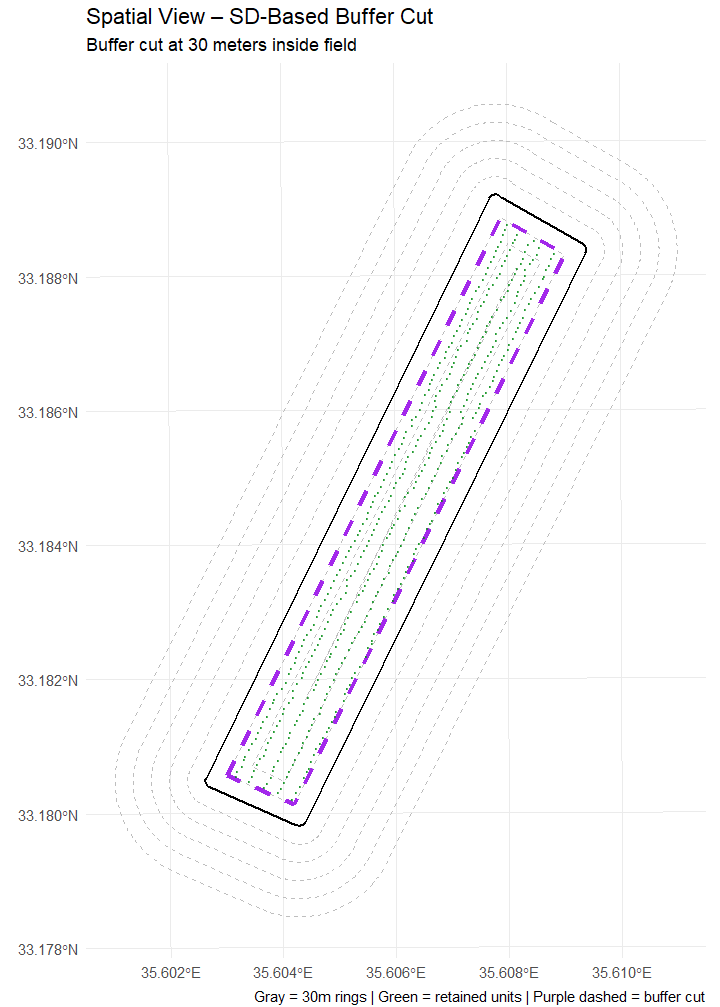 Spatial View – SD-Based Buffer Cut
Buffer cut at 30 meters inside field
33.190°N
33.188°N
33.186°N
33.184°N
33.182°N
33.180°N
33.178°N
35.602°E 35.604°E 35.606°E 35.608°E 35.610°E
Gray = 30m rings | Green = retained units | Purple dashed = buffer cut